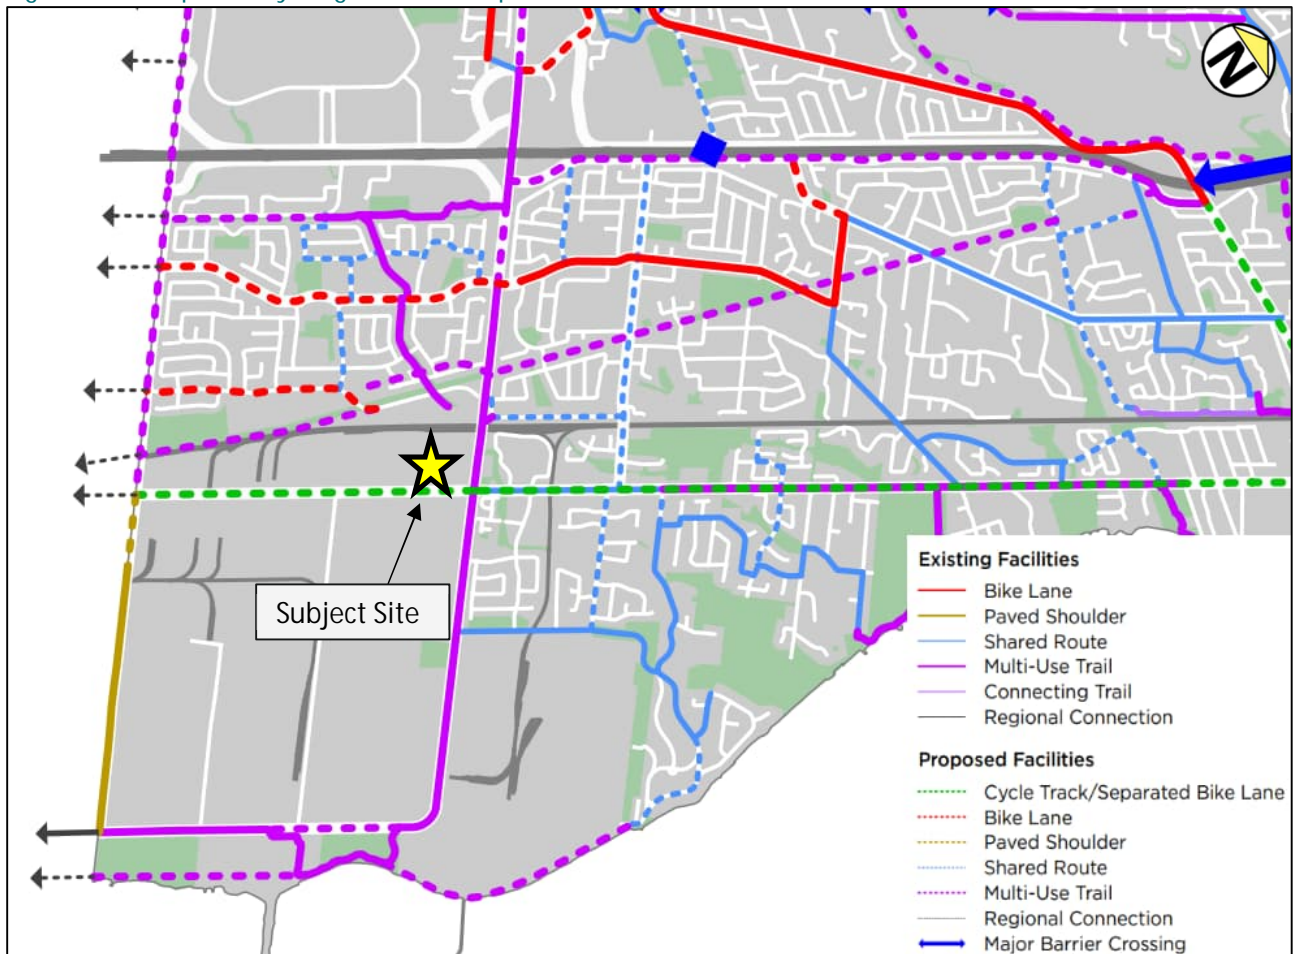 N
Subject Site
Existing Facilities
Bike Lane
Paved Shoulder
Shared Route
Multi-Use Trail
Connecting Trail
Regional Connection
Proposed Facilities
Cycle Track/Separated Bike Lane
Bike Lane
Paved Shoulder
Shared Route
Multi-Use Trail
Regional Connection
Major Barrier Crossing